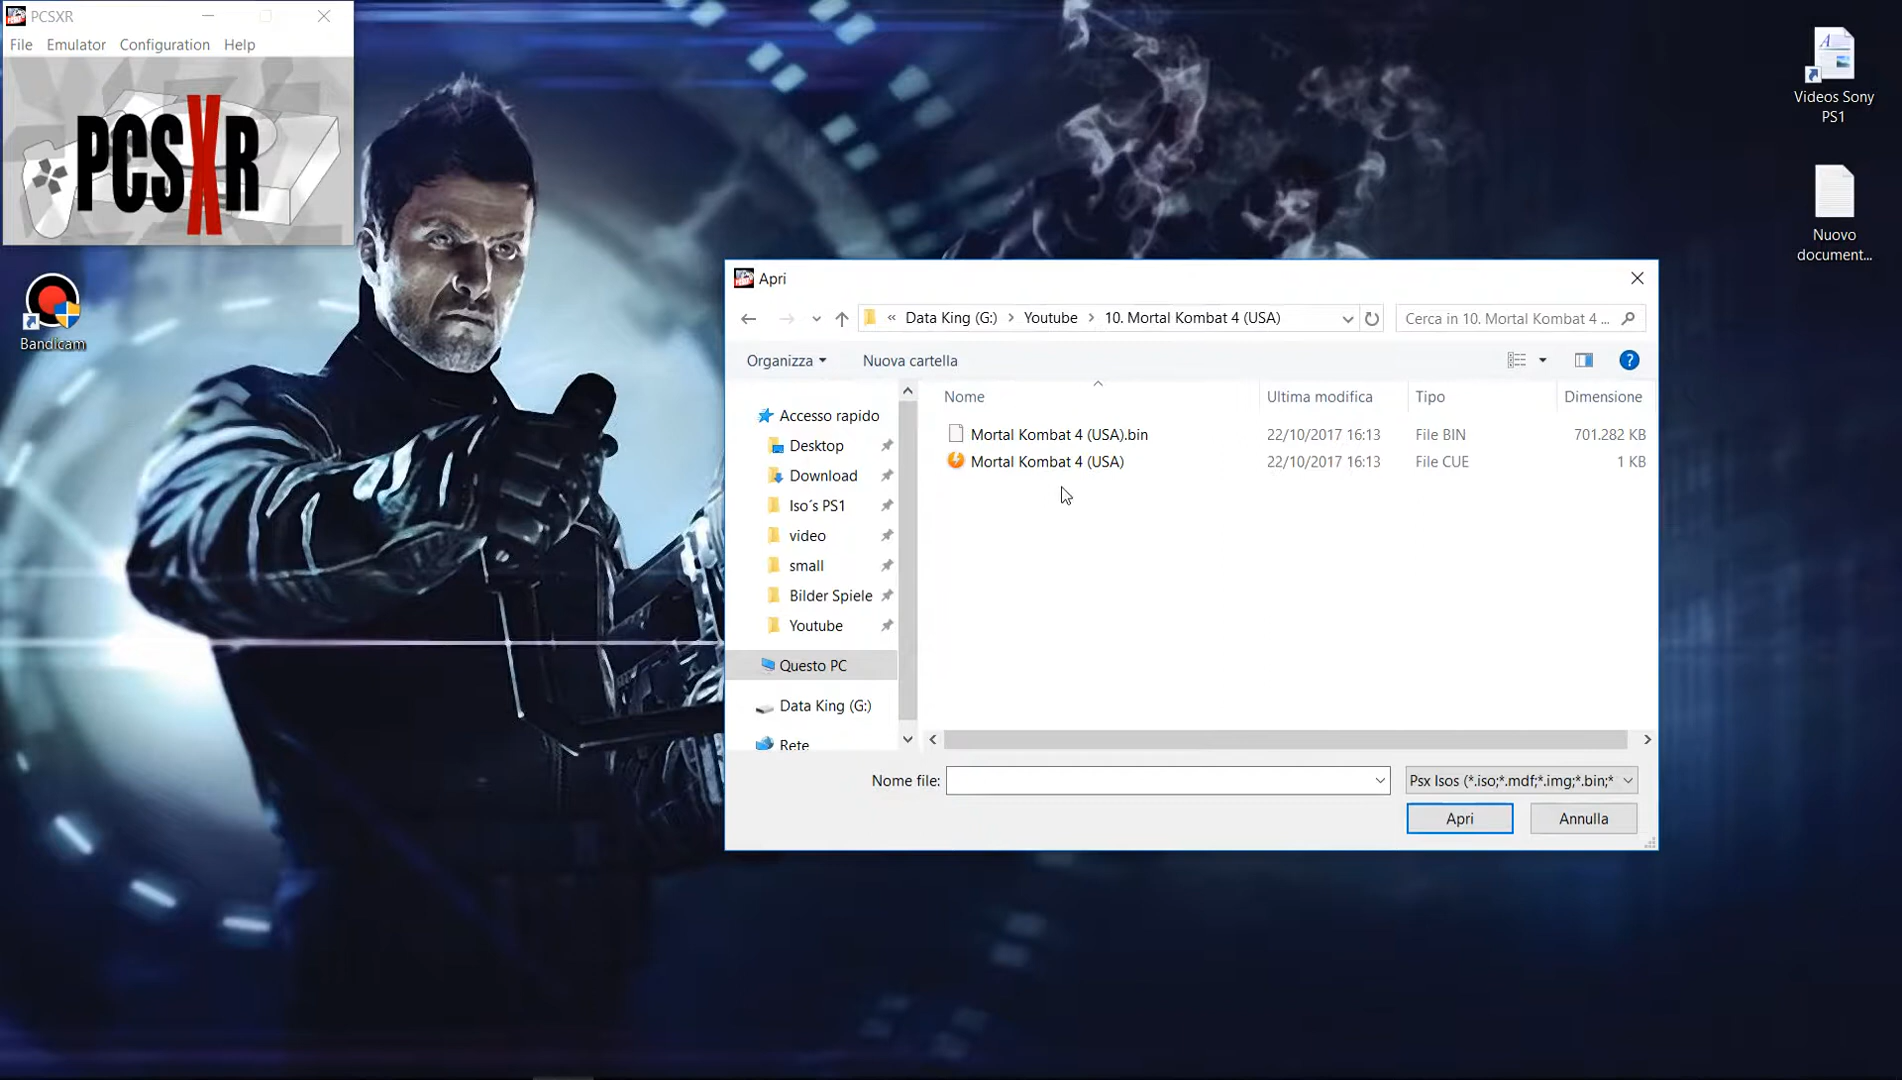 PCSXR
File Emulator Configuration Help
PCSXR
Bandicam
Videos Sony
PS1
Nuovo
document...
Apri
« Data King (G:) > Youtube > 10. Mortal Kombat 4 (USA)
Cerca in 10. Mortal Kombat 4 ...
Organizza
Nuova cartella
?
Nome Ultima modifica Tipo Dimensione
Mortal Kombat 4 (USA).bin 22/10/2017 16:13 File BIN 701.282 KB
Mortal Kombat 4 (USA) 22/10/2017 16:13 File CUE 1 KB
Accesso rapido
Desktop
Download
Iso´s PS1
video
small
Bilder Spiele
Youtube
Questo PC
Data King (G:)
Rete
Nome file:
Psx Isos (*.iso;*.mdf;*.img;*.bin;*
Apri
Annulla